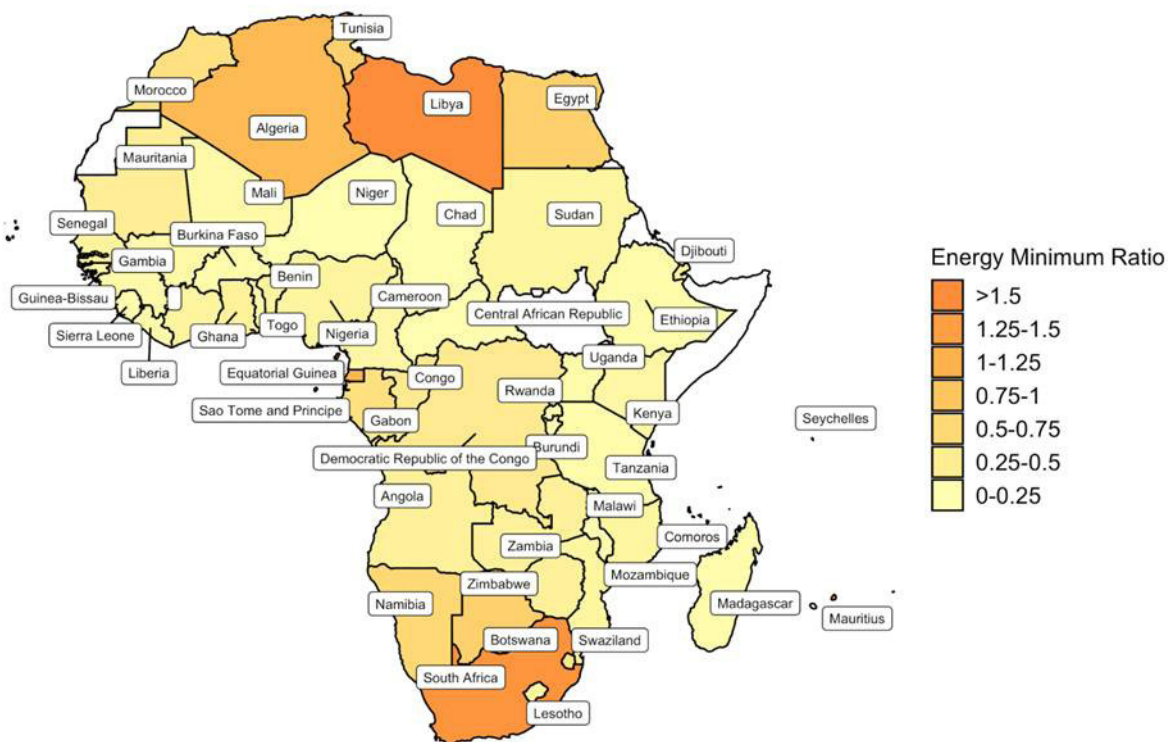 Tunisia
Morocco
Libya
Egypt
Algeria
Mauritania
Mali
Niger
Chad
Sudan
Senegal
Burkina Faso
Djibouti
Gambia
Benin
Guinea-Bissau
Cameroon
Central African Republic
Ethiopia
Sierra Leone
Ghana
Togo
Nigeria
Liberia
Uganda
Equatorial Guinea
Congo
Rwanda
Sao Tome and Principe
Gabon
Kenya
Seychelles
Democratic Republic of the Congo
Burundi
Tanzania
Angola
Malawi
Zambia
Comoros
Mozambique
Zimbabwe
Namibia
Madagascar
Mauritius
Botswana
Swaziland
South Africa
Lesotho
Energy Minimum Ratio
>1.5
1.25-1.5
1-1.25
0.75-1
0.5-0.75
0.25-0.5
0-0.25